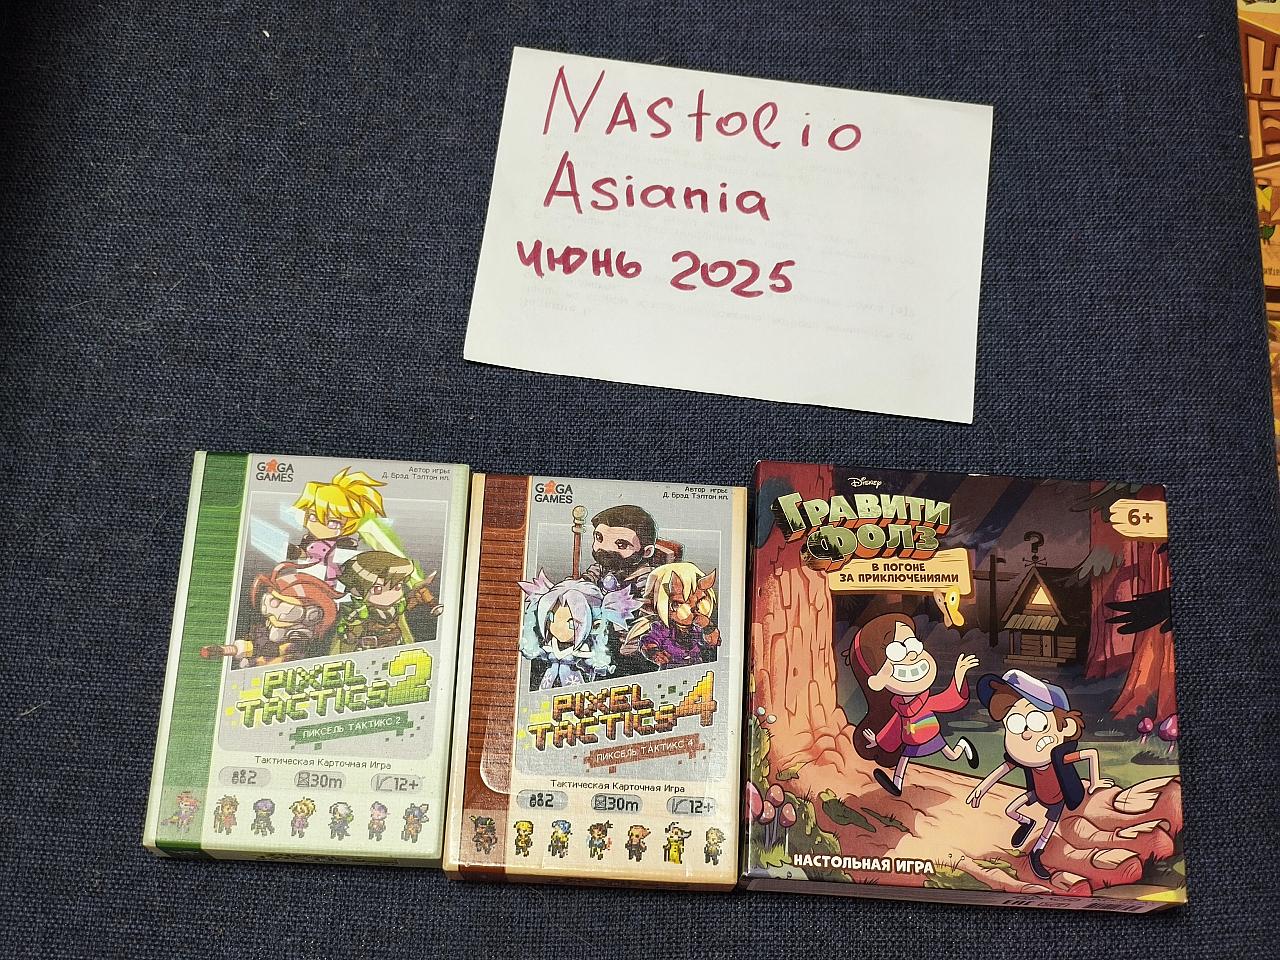 Nastolio
Asiania
июнь 2025
GAGA
GAMES
Автор игры:
Д. Брэд Тэлтон мл.
PIXEL
TACTICS 2
ПИКСЕЛЬ ТАКТИКС 2
Тактическая Карточная Игра
2
30m
12+
GAGA
GAMES
Автор игры:
Д. Брэд Тэлтон мл.
PIXEL
TACTICS 4
ПИКСЕЛЬ ТАКТИКС 4
Тактическая Карточная Игра
2
30m
12+
Disney
ГРАВИТИ
ФОЛЗ
В ПОГОНЕ
ЗА ПРИКЛЮЧЕНИЯМИ
6+
?
НАСТОЛЬНАЯ ИГРА